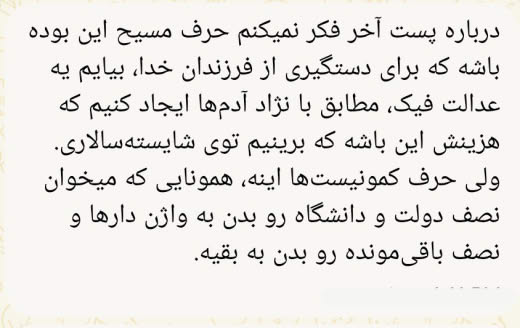 درباره پست آخر فکر نمیکنم حرف مسیح این بوده
باشه که برای دستگیری از فرزندان خدا، بیایم یه
عدالت فیک، مطابق با نژاد آدم‌ها ایجاد کنیم که
هزینش این باشه که برینیم توی شایسته‌سالاری.
ولی حرف کمونیست‌ها اینه، همونایی که میخوان
نصف دولت و دانشگاه رو بدن به واژن دارها و
نصف باقی‌مونده رو بدن به بقیه.